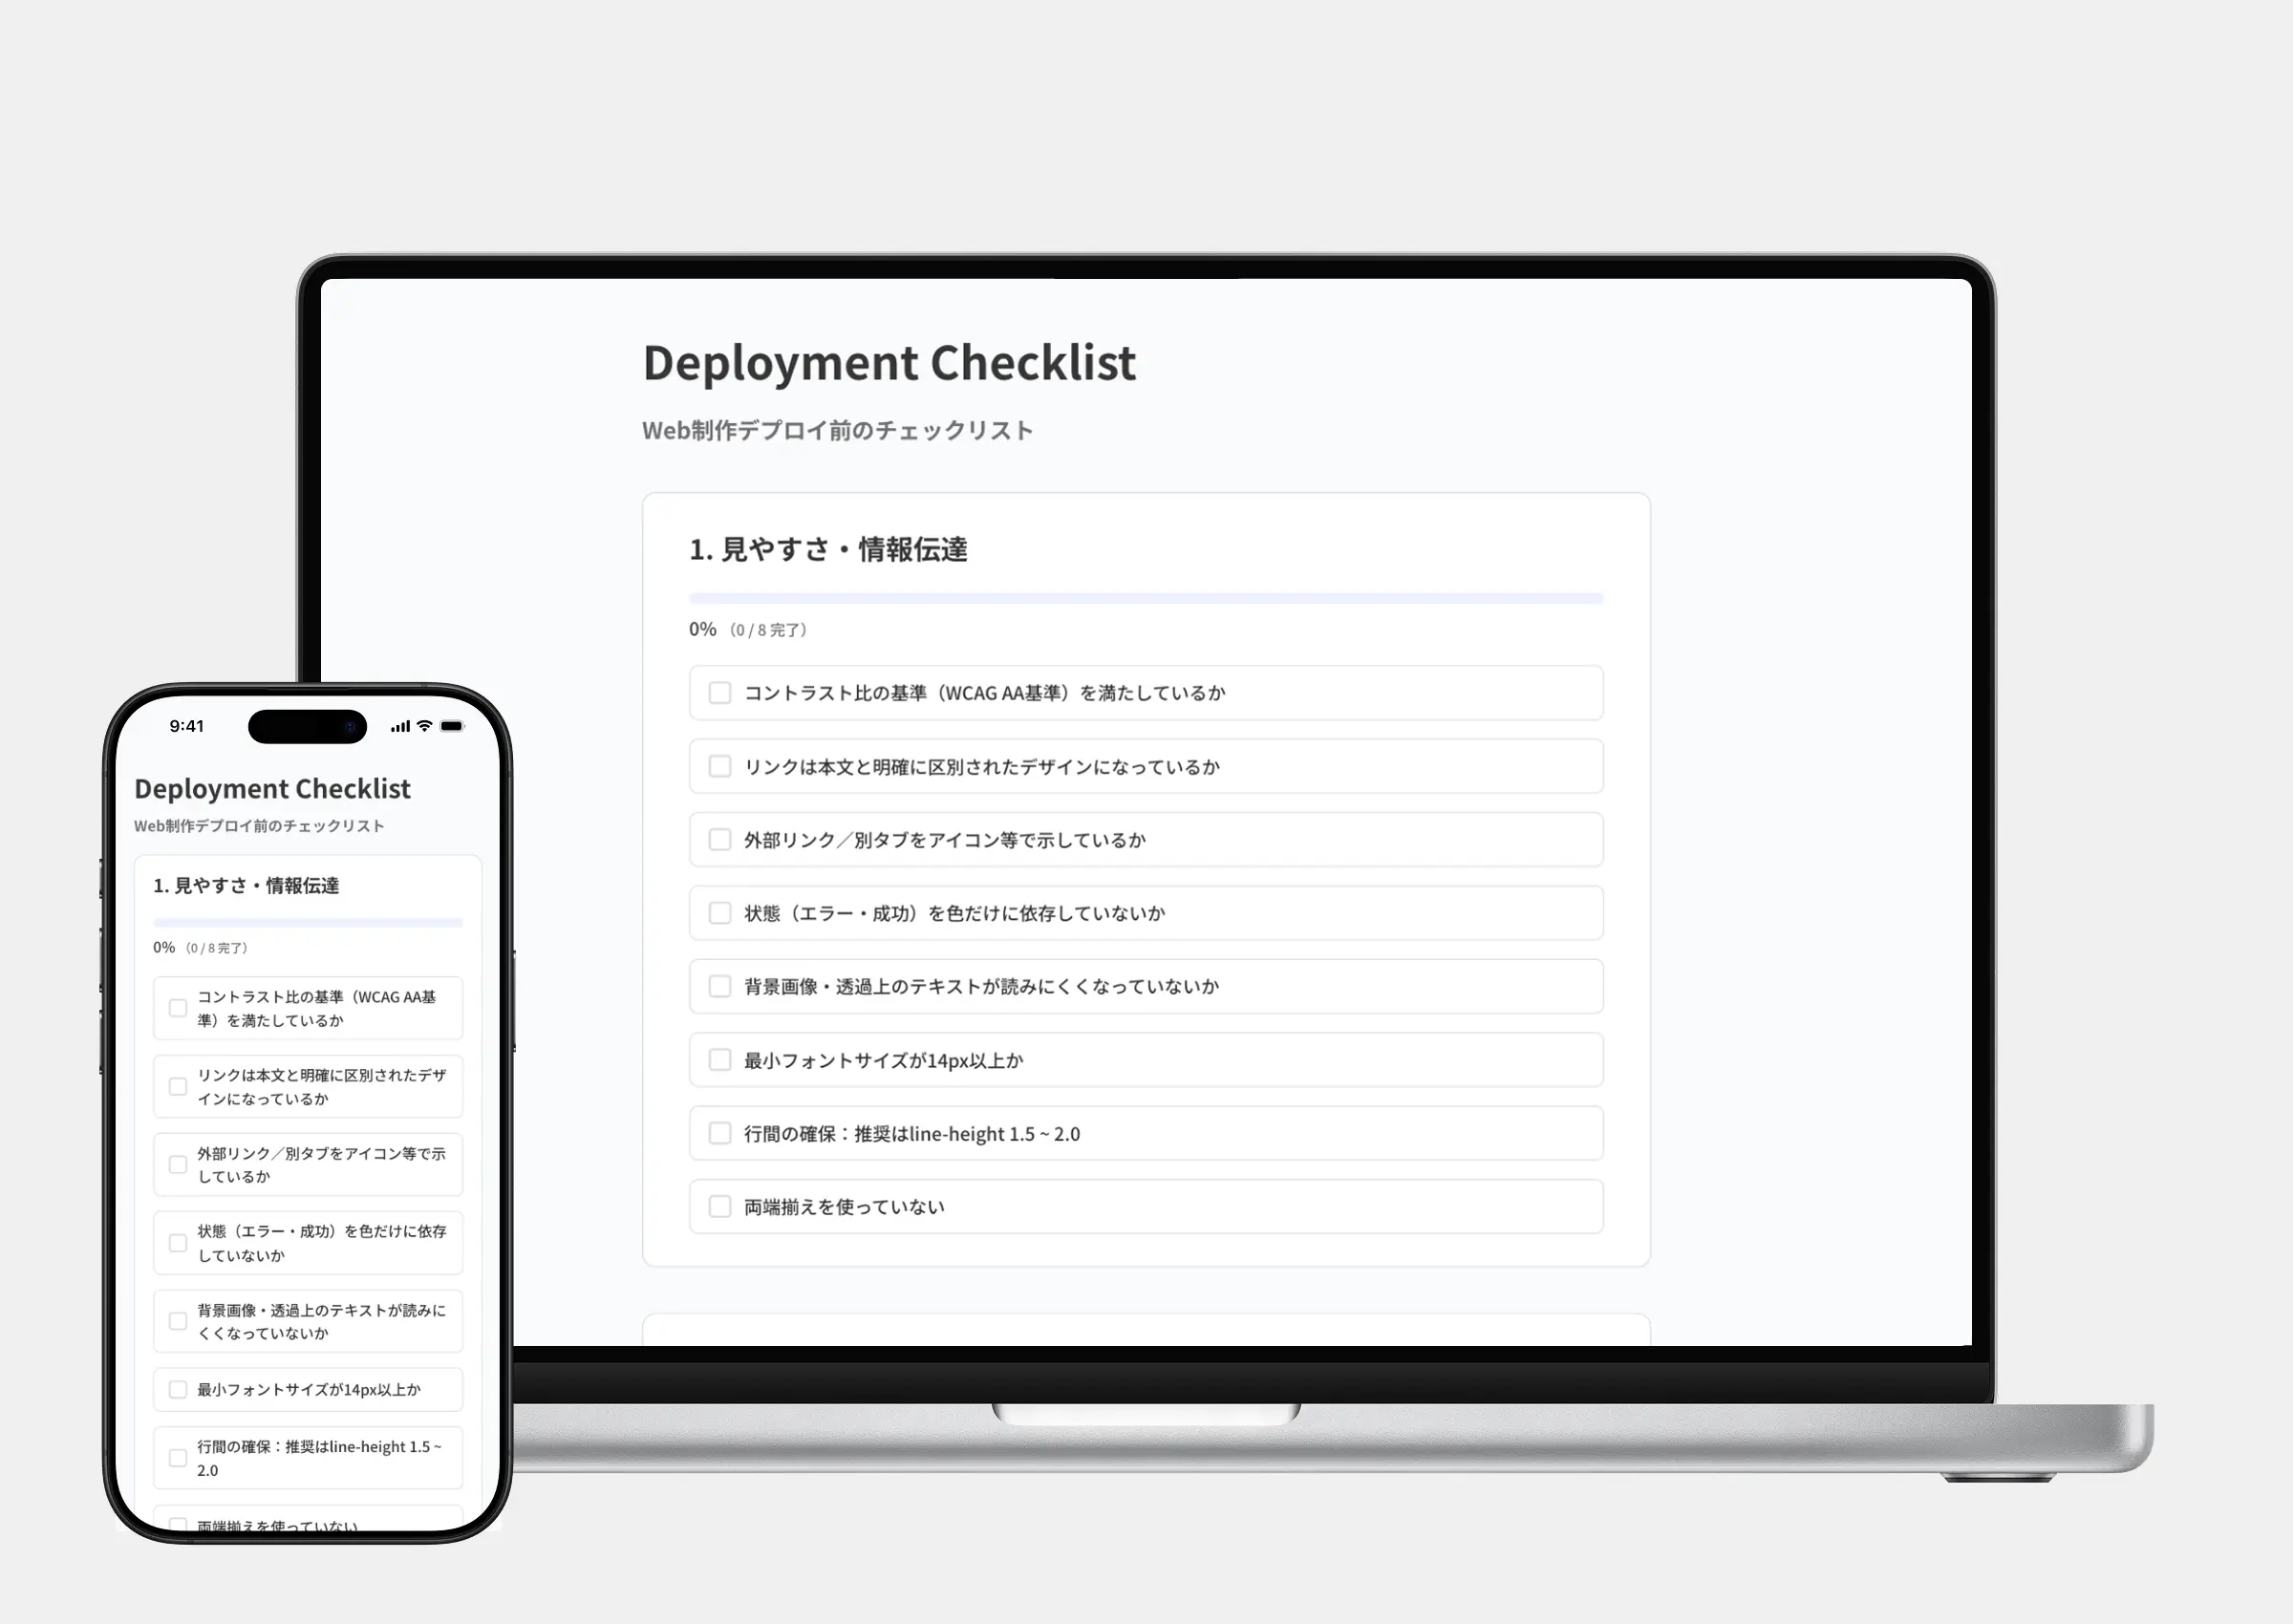 Deployment Checklist
Web制作デプロイ前のチェックリスト
1. 見やすさ・情報伝達
0% （0 / 8 完了）
コントラスト比の基準（WCAG AA基準）を満たしているか
リンクは本文と明確に区別されたデザインになっているか
外部リンク／別タブをアイコン等で示しているか
状態（エラー・成功）を色だけに依存していないか
背景画像・透過上のテキストが読みにくくなっていないか
最小フォントサイズが14px以上か
行間の確保：推奨はline-height 1.5 ~ 2.0
両端揃えを使っていない
9:41
Deployment Checklist
Web制作デプロイ前のチェックリスト
1. 見やすさ・情報伝達
0% （0 / 8 完了）
コントラスト比の基準（WCAG AA基
準）を満たしているか
リンクは本文と明確に区別されたデザ
インになっているか
外部リンク／別タブをアイコン等で示
しているか
状態（エラー・成功）を色だけに依存
していないか
背景画像・透過上のテキストが読みに
くくなっていないか
最小フォントサイズが14px以上か
行間の確保：推奨はline-height 1.5 ~
2.0
両端揃えを使っていない